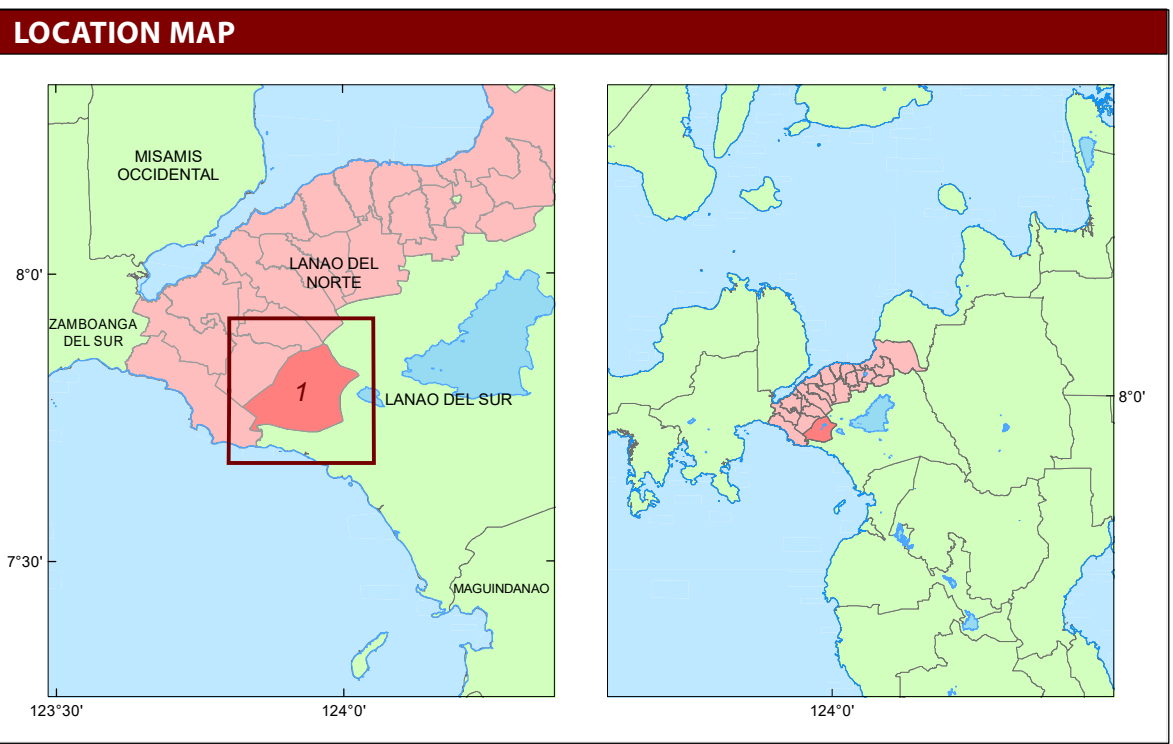 LOCATION MAP
MISAMIS
OCCIDENTAL
8°0'
LANAO DEL
NORTE
ZAMBOANGA
DEL SUR
1
LANAO DEL SUR
7°30'
MAGUINDANAO
123°30'
124°0'
8°0'
124°0'